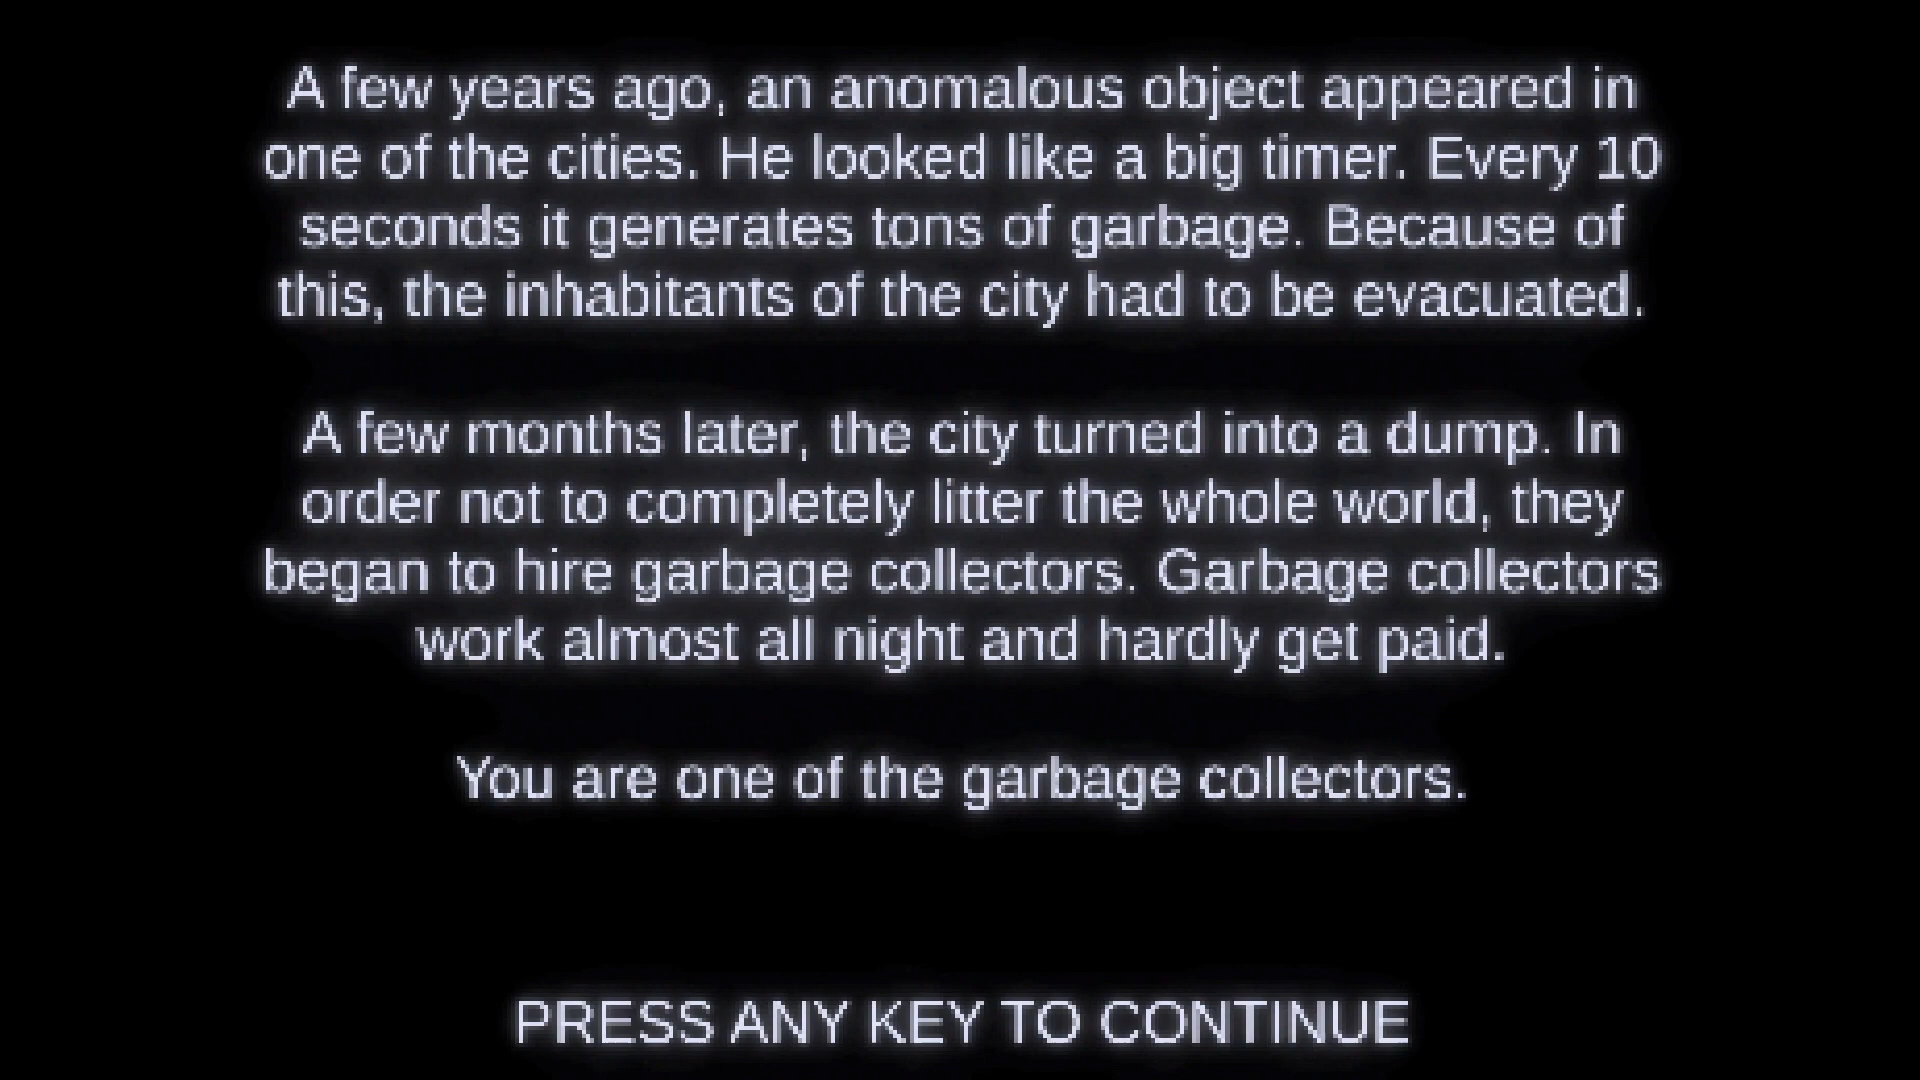 A few years ago, an anomalous object appeared in
one of the cities. He looked like a big timer. Every 10
seconds it generates tons of garbage. Because of
this, the inhabitants of the city had to be evacuated.
A few months later, the city turned into a dump. In
order not to completely litter the whole world, they
began to hire garbage collectors. Garbage collectors
work almost all night and hardly get paid.
You are one of the garbage collectors.
PRESS ANY KEY TO CONTINUE